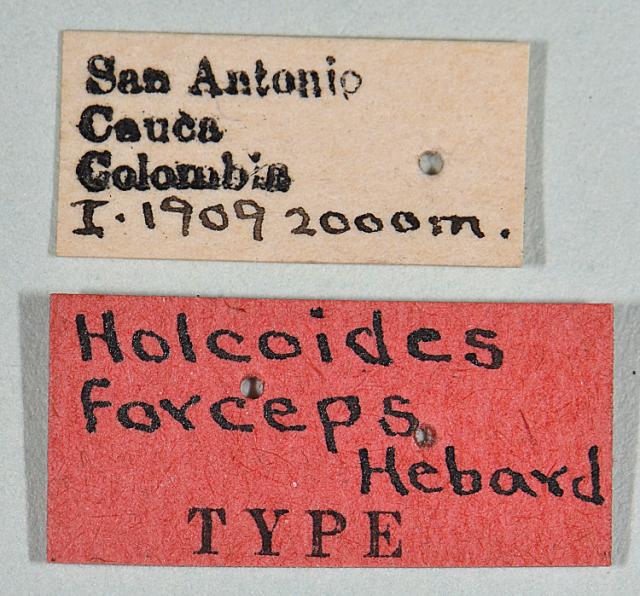 San Antonio
Cauca
Colombia
I. 1909 2000m.
Holcoides
forceps
Hebard
TYPE